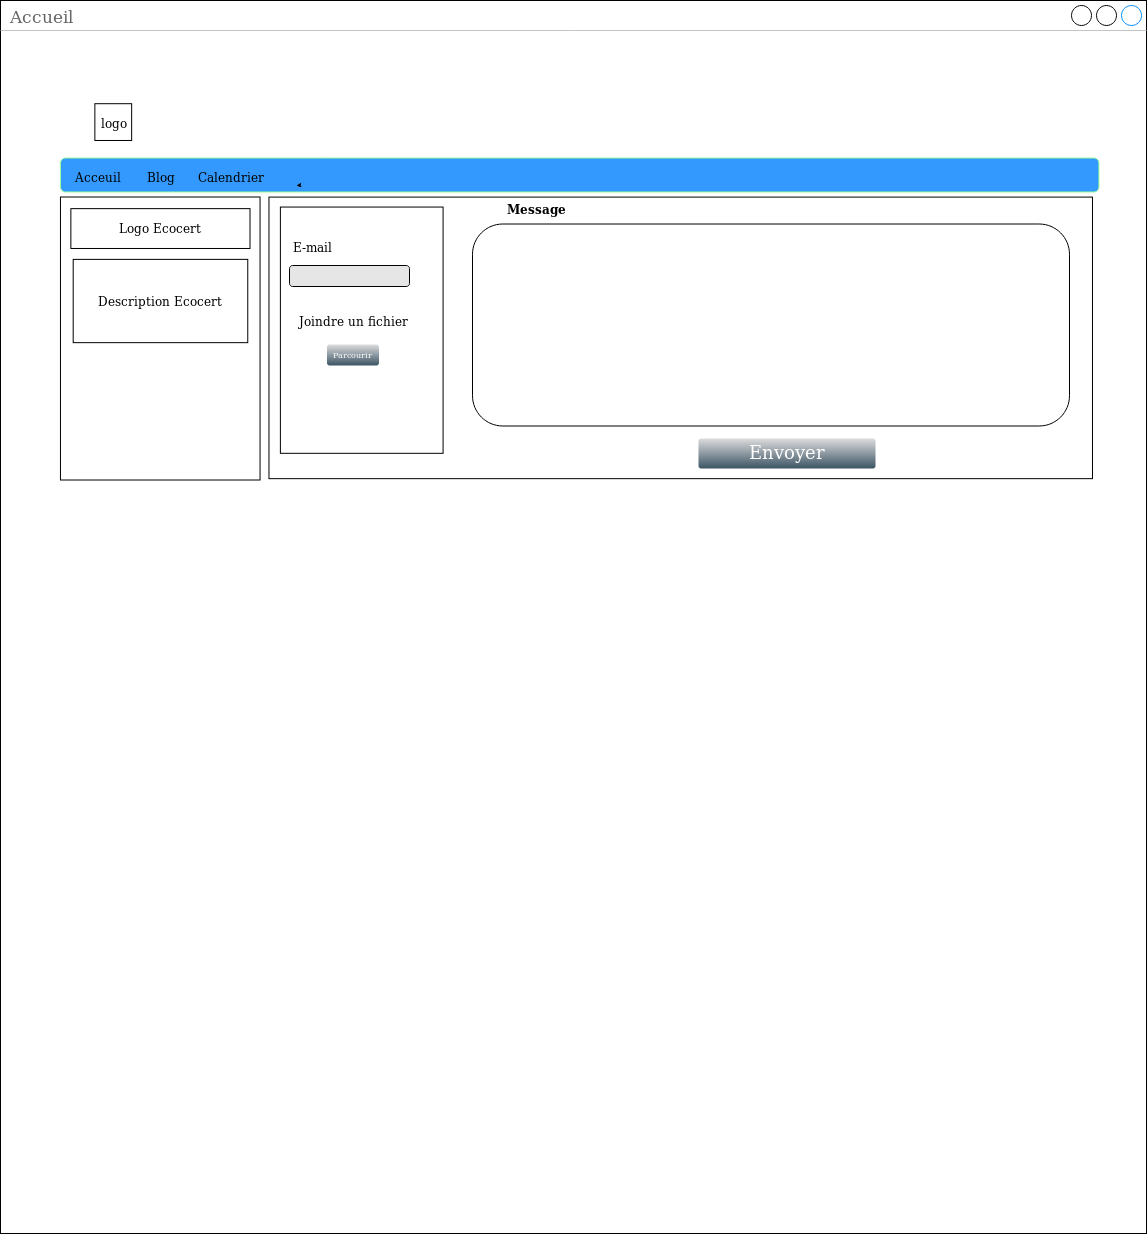 Accueil
logo
Acceuil Blog Calendrier
Logo Ecocert
Description Ecocert
E-mail
Joindre un fichier
Parcourir
Message
Envoyer